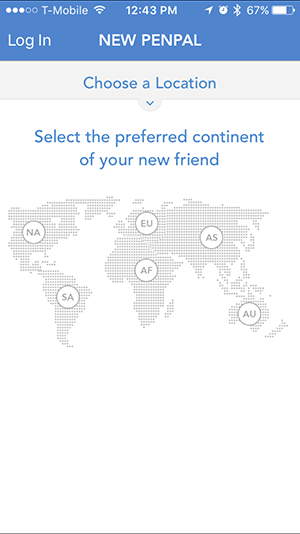 T-Mobile 12:43 PM 67%
Log In NEW PENPAL
Choose a Location
Select the preferred continent
of your new friend
NA EU AS
AF
SA AU